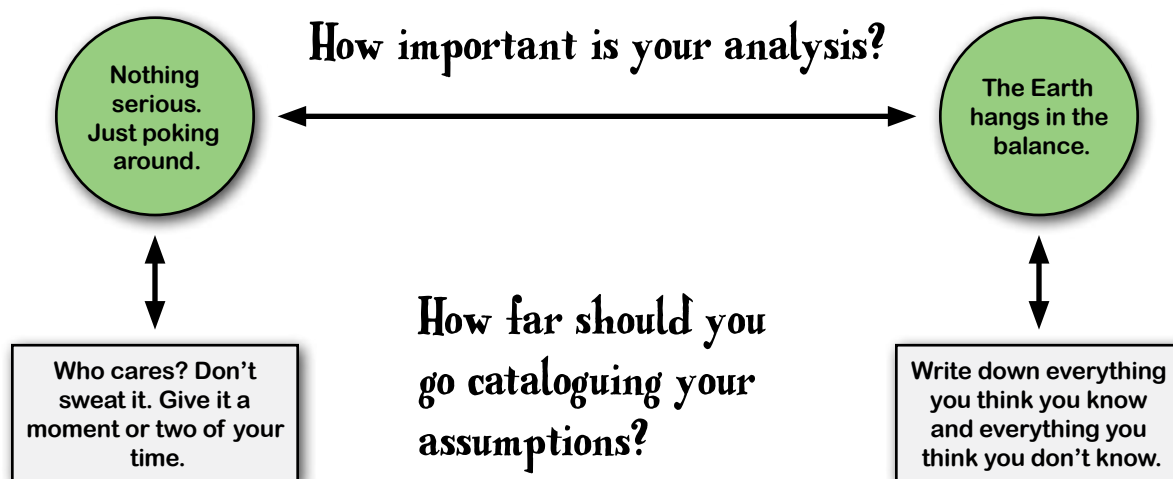 How important is your analysis?
Nothing
serious.
Just poking
around.
The Earth
hangs in the
balance.
How far should you
go cataloguing your
assumptions?
Who cares? Don’t
sweat it. Give it a
moment or two of your
time.
Write down everything
you think you know
and everything you
think you don’t know.